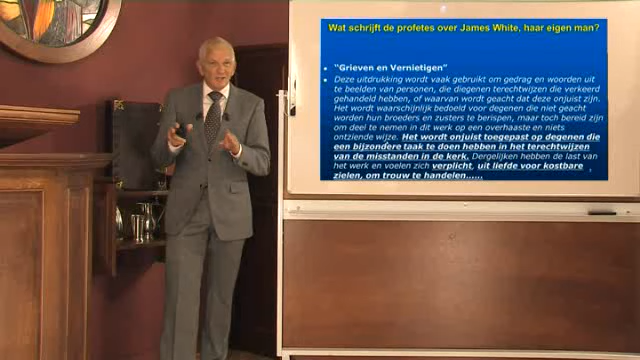 Wat schrijft de profetes over James White, haar eigen man?
“Grieven en Vernietigen”
Deze uitdrukking wordt vaak gebruikt om gedrag en woorden uit
te beelden van personen, die diegenen terechtwijzen die verkeerd
gehandeld hebben, of waarvan wordt geacht dat deze onjuist zijn.
Het wordt waarschijnlijk bedoeld voor degenen die niet geacht
worden hun broeders en zusters te berispen, maar toch bereid zijn
om deel te nemen in dit werk op een overhaaste en niets
ontziende wijze. Het wordt onjuist toegepast op degenen die
een bijzondere taak te doen hebben in het terechtwijzen
van de misstanden in de kerk. Dergelijken hebben de last van
het werk en voelen zich verplicht, uit liefde voor kostbare
zielen, om trouw te handelen......